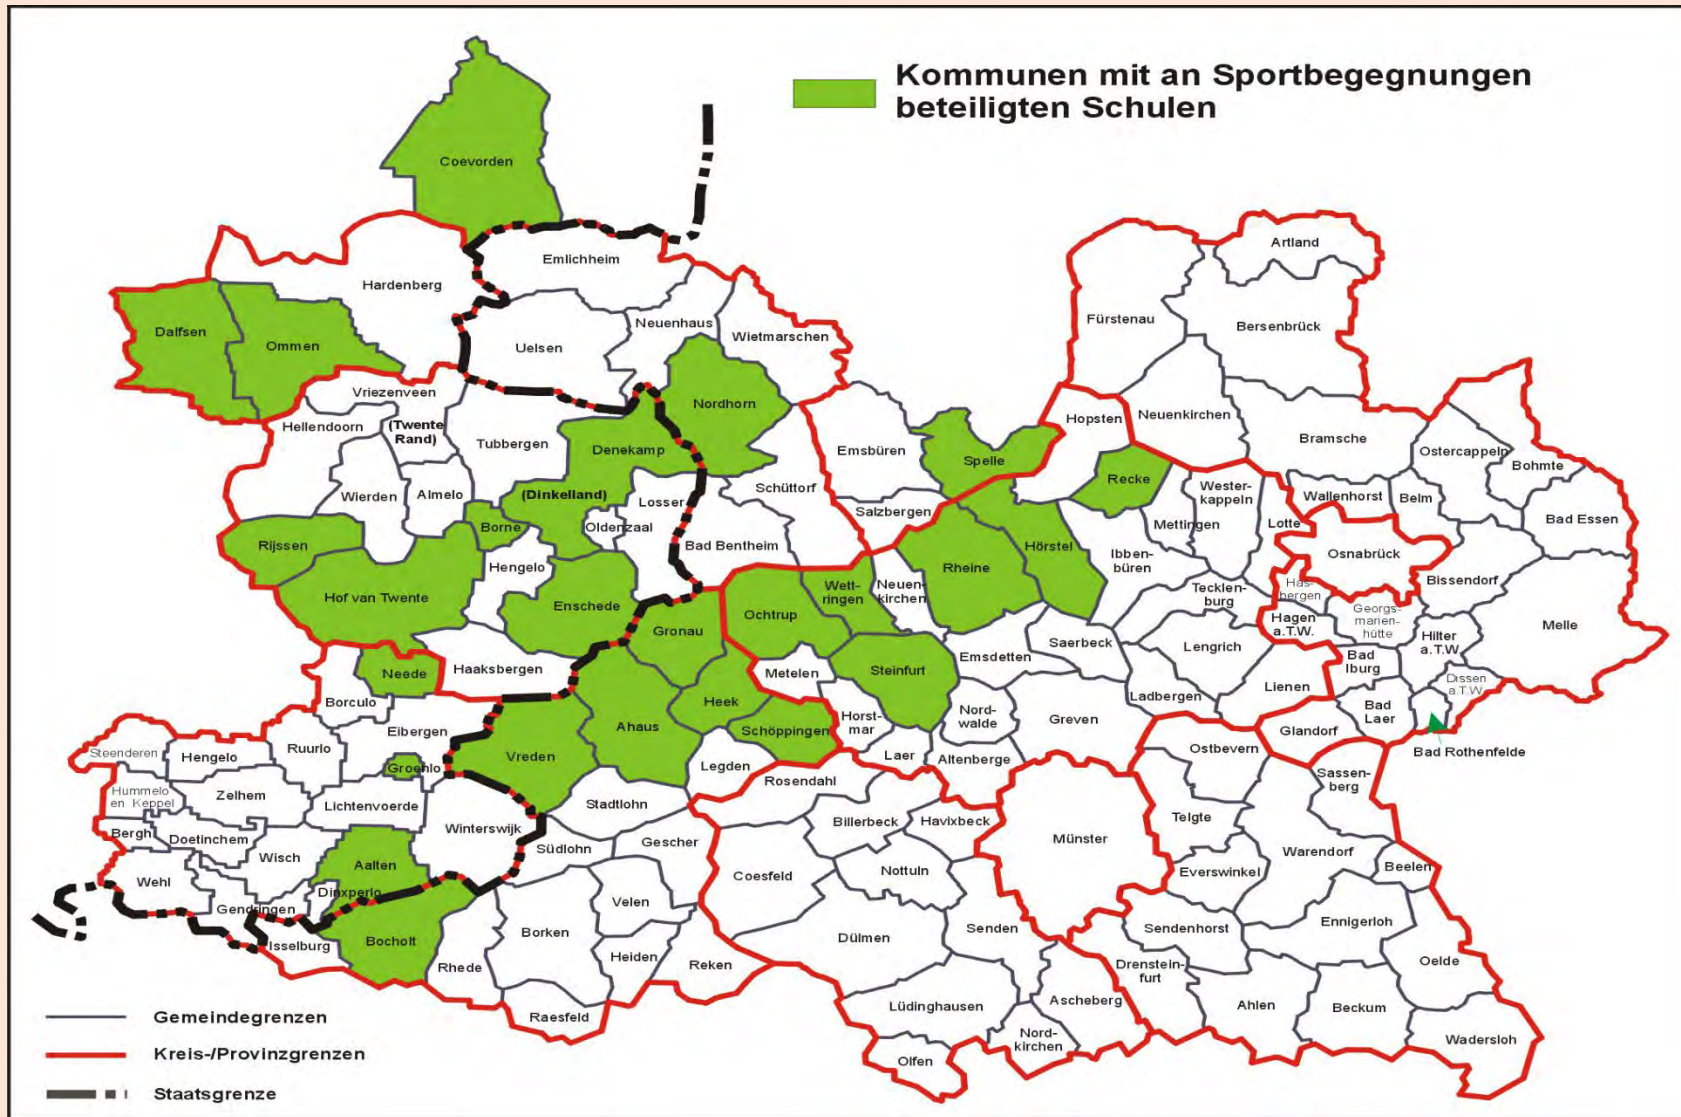 Kommunen mit an Sportbegegnungen
beteiligten Schulen
Coevorden
Emlichheim
Artland
Hardenberg
Fürstenau
Bersenbrück
Dalfsen
Ommen
Uelsen
Neuenhaus
Wietmarschen
Vriezenveen
Nordhorn
Hellendoorn
(Twente
Rand)
Tubbergen
Denekamp
Emsbüren
Hopsten
Neuenkirchen
Bramsche
Ostercappeln
Bohmte
Spelle
Recke
Wierden
Almelo
(Dinkelland)
Losser
Schüttorf
Wester-
kappeln
Wallenhorst
Belm
Borne
Oldenzaal
Salzbergen
Mettingen
Lotte
Bad Essen
Rijssen
Bad Bentheim
Hörstel
Ibben-
büren
Osnabrück
Hengelo
Rheine
Bissendorf
Hof van Twente
Enschede
Wett-
ringen
Neuen-
kirchen
Tecklen-
burg
Has-
bergen
Georgs-
marien-
hütte
Ochtrup
Gronau
Hagen
a.T.W.
Melle
Haaksbergen
Metelen
Steinfurt
Emsdetten
Saerbeck
Lengrich
Hilter
a.T.W.
Bad
Iburg
Neede
Borculo
Heek
Ladbergen
Lienen
Dissen
a.T.W.
Ahaus
Schöppingen
Horst-
mar
Nord-
walde
Greven
Bad
Laer
Eibergen
Glandorf
Steenderen
Hengelo
Ruurlo
Vreden
Legden
Laer
Altenberge
Ostbevern
Bad Rothenfelde
Groenlo
Rosendahl
Sassen-
berg
Hummelo
en Keppel
Zelhem
Lichtenvoerde
Stadtlohn
Telgte
Bergh
Doetinchem
Winterswijk
Südlohn
Gescher
Billerbeck
Havixbeck
Münster
Wisch
Aalten
Warendorf
Beelen
Wehl
Dinxperlo
Coesfeld
Nottuln
Everswinkel
Gendringen
Velen
Ennigerloh
Isselburg
Bocholt
Borken
Dülmen
Senden
Sendenhorst
Rhede
Heiden
Reken
Drenstein-
furt
Oelde
Raesfeld
Lüdinghausen
Ascheberg
Ahlen
Beckum
Nord-
kirchen
Olfen
Wadersloh
Gemeindegrenzen
Kreis-/Provinzgrenzen
Staatsgrenze